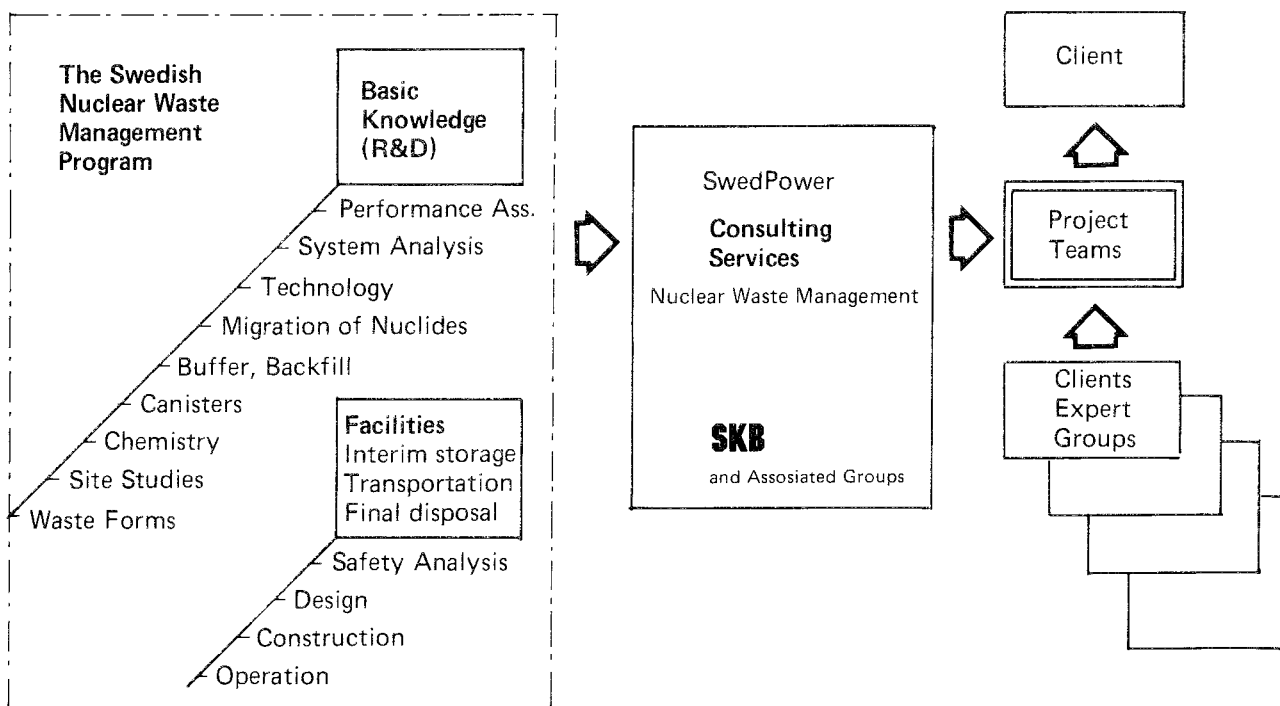 The Swedish
Nuclear Waste
Management
Program
Basic
Knowledge
(R&D)
Performance Ass.
System Analysis
Technology
Migration of Nuclides
Buffer, Backfill
Canisters
Chemistry
Site Studies
Waste Forms
Facilities
Interim storage
Transportation
Final disposal
Safety Analysis
Design
Construction
Operation
SwedPower
Consulting
Services
Nuclear Waste Management
SKB
and Assosiated Groups
Client
Project
Teams
Clients
Expert
Groups